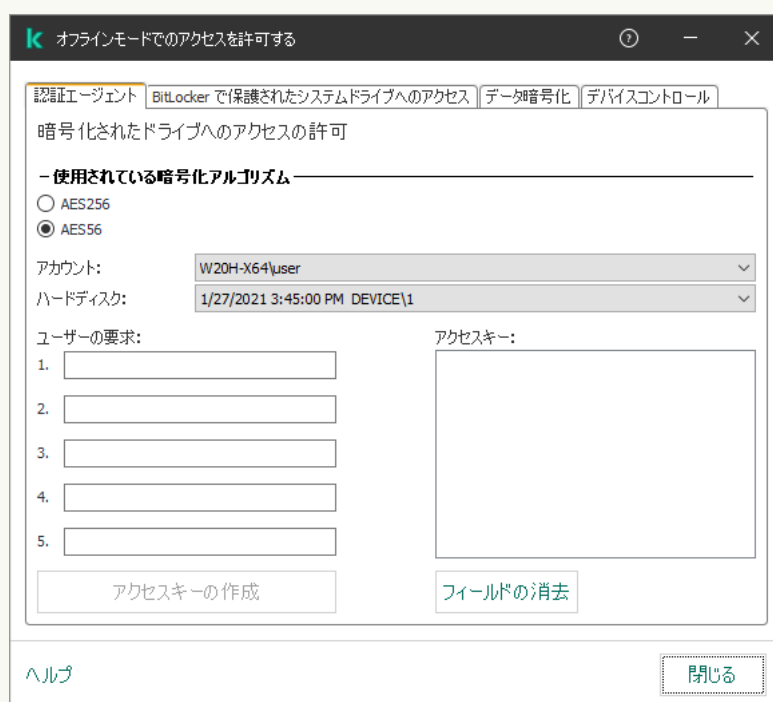 オフラインモードでのアクセスを許可する
認証エージェント BitLocker で保護されたシステムドライブへのアクセス データ暗号化 デバイスコントロール
暗号化されたドライブへのアクセスの許可
使用されている暗号化アルゴリズム
AES256
AES56
アカウント: W20H-X64\user
ハードディスク: 1/27/2021 3:45:00 PM DEVICE\1
ユーザーの要求: アクセスキー:
1.
2.
3.
4.
5.
アクセスキーの作成 フィールドの消去
ヘルプ 閉じる